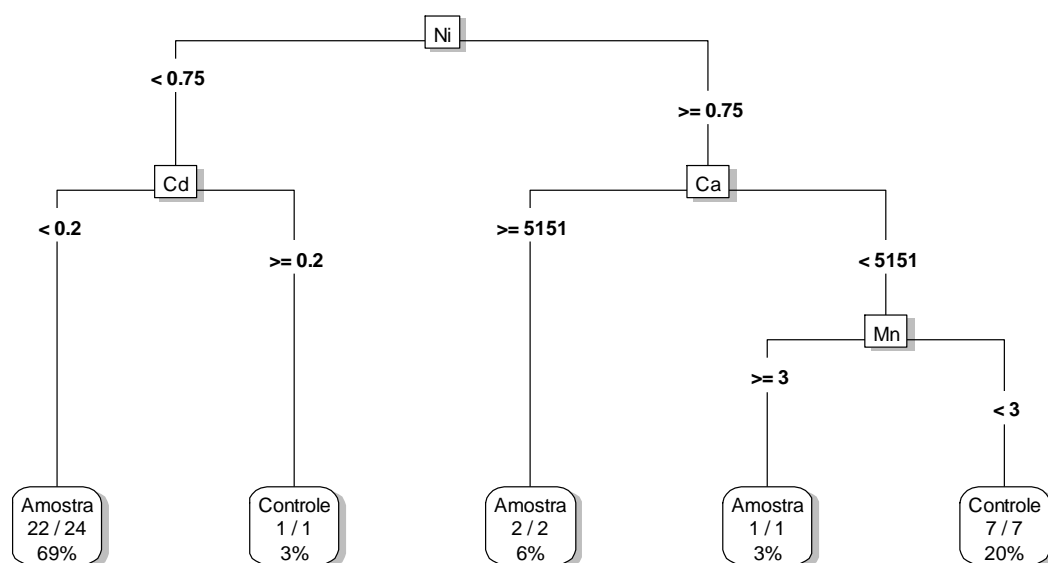 Ni
< 0.75
>= 0.75
Cd
Ca
< 0.2
>= 0.2
>= 5151
< 5151
Mn
>= 3
< 3
Amostra
22 / 24
69%
Controle
1 / 1
3%
Amostra
2 / 2
6%
Amostra
1 / 1
3%
Controle
7 / 7
20%